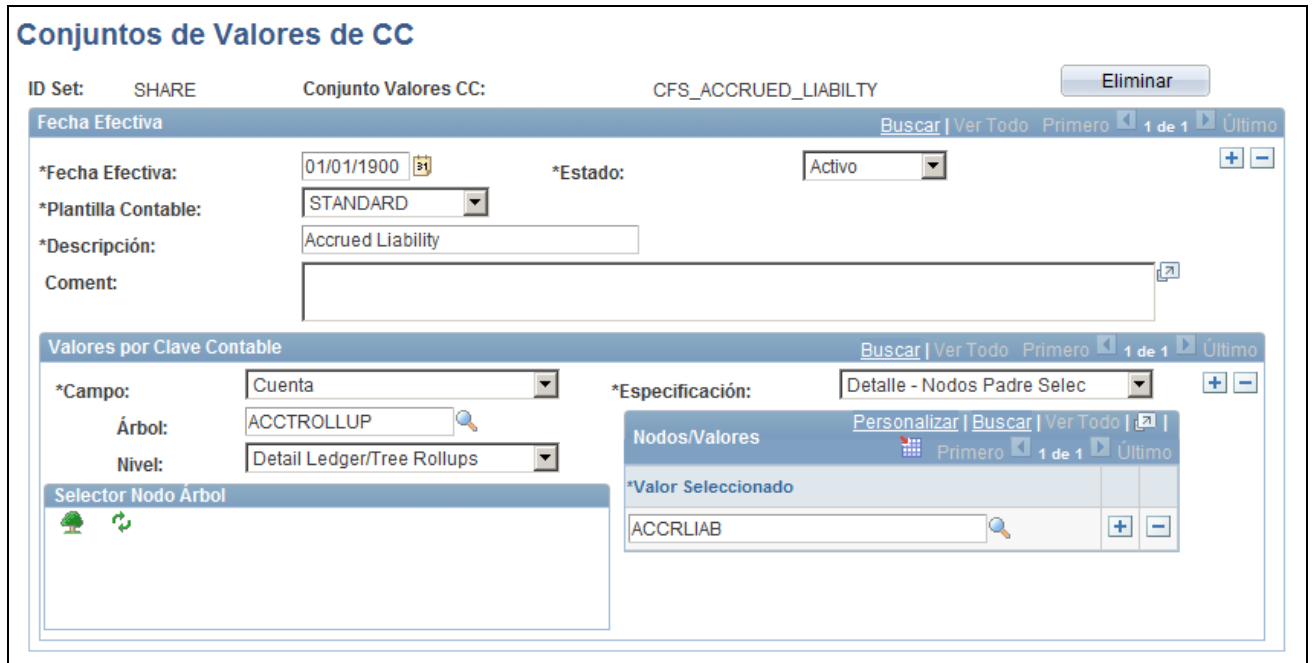 Conjuntos de Valores de CC
ID Set: SHARE Conjunto Valores CC: CFS_ACCRUED_LIABILTY Eliminar
Fecha Efectiva Buscar | Ver Todo Primero 1 de 1 Último
*Fecha Efectiva: 01/01/1900 31 *Estado: Activo
*Plantilla Contable: STANDARD
*Descripción: Accrued Liability
Coment:
Valores por Clave Contable Buscar | Ver Todo Primero 1 de 1 Último
*Campo: Cuenta *Especificación: Detalle - Nodos Padre Selec
Árbol: ACCTROLLUP
Nivel: Detail Ledger/Tree Rollups
Nodos/Valores Personalizar | Buscar | Ver Todo | |
Primero 1 de 1 Último
Selector Nodo Árbol
*Valor Seleccionado
ACCRLIAB